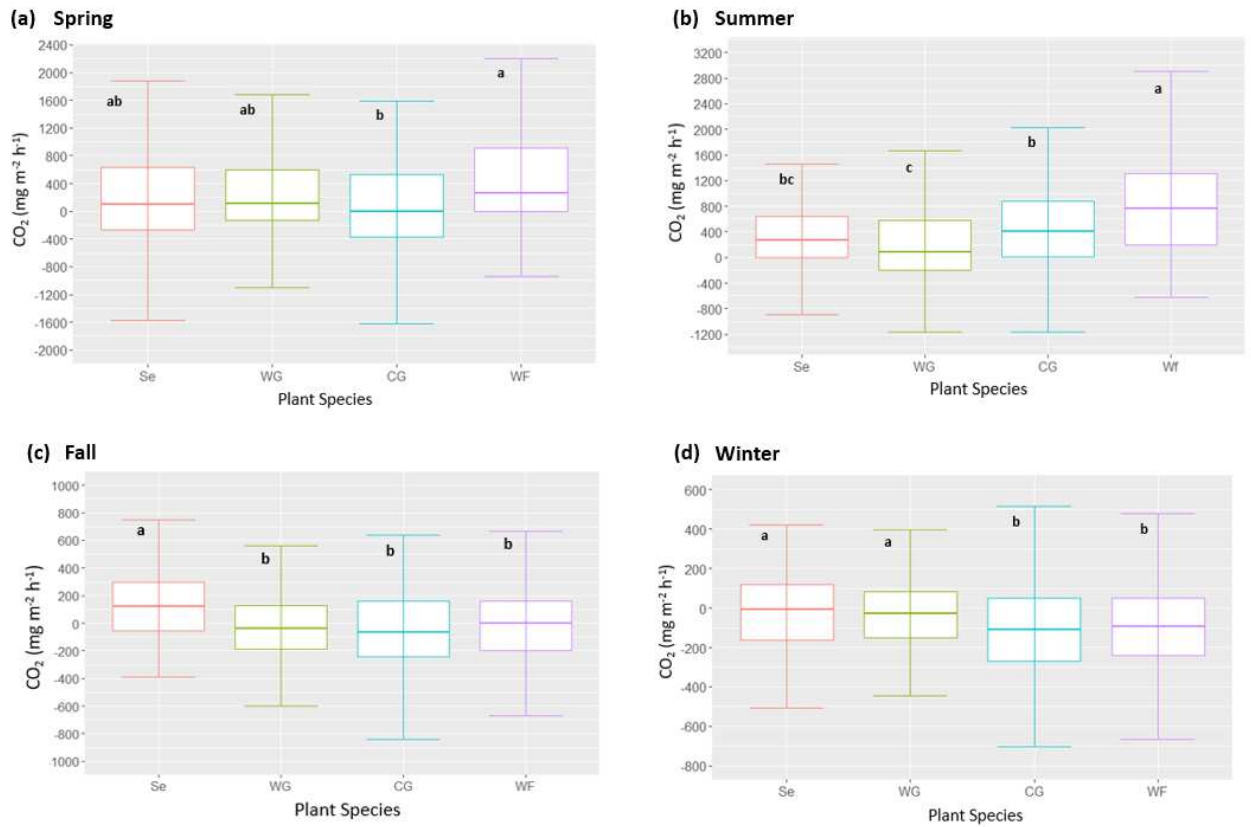 (a) Spring
2400
2000
1600
1200
800
400
0
-400
-800
-1200
-1600
-2000
CO₂ (mg m⁻² h⁻¹)
ab
ab
b
a
Se WG CG WF
Plant Species
(b) Summer
3200
2800
2400
2000
1600
1200
800
400
0
-400
-800
-1200
CO₂ (mg m⁻² h⁻¹)
bc
c
b
a
Se WG CG Wf
Plant Species
(c) Fall
1000
800
600
400
200
0
-200
-400
-600
-800
1000
CO₂ (mg m⁻² h⁻¹)
a
b
b
b
Se WG CG WF
Plant Species
(d) Winter
600
400
200
0
-200
-400
-600
-800
CO₂ (mg m⁻² h⁻¹)
a
a
b
b
Se WG CG WF
Plant Species